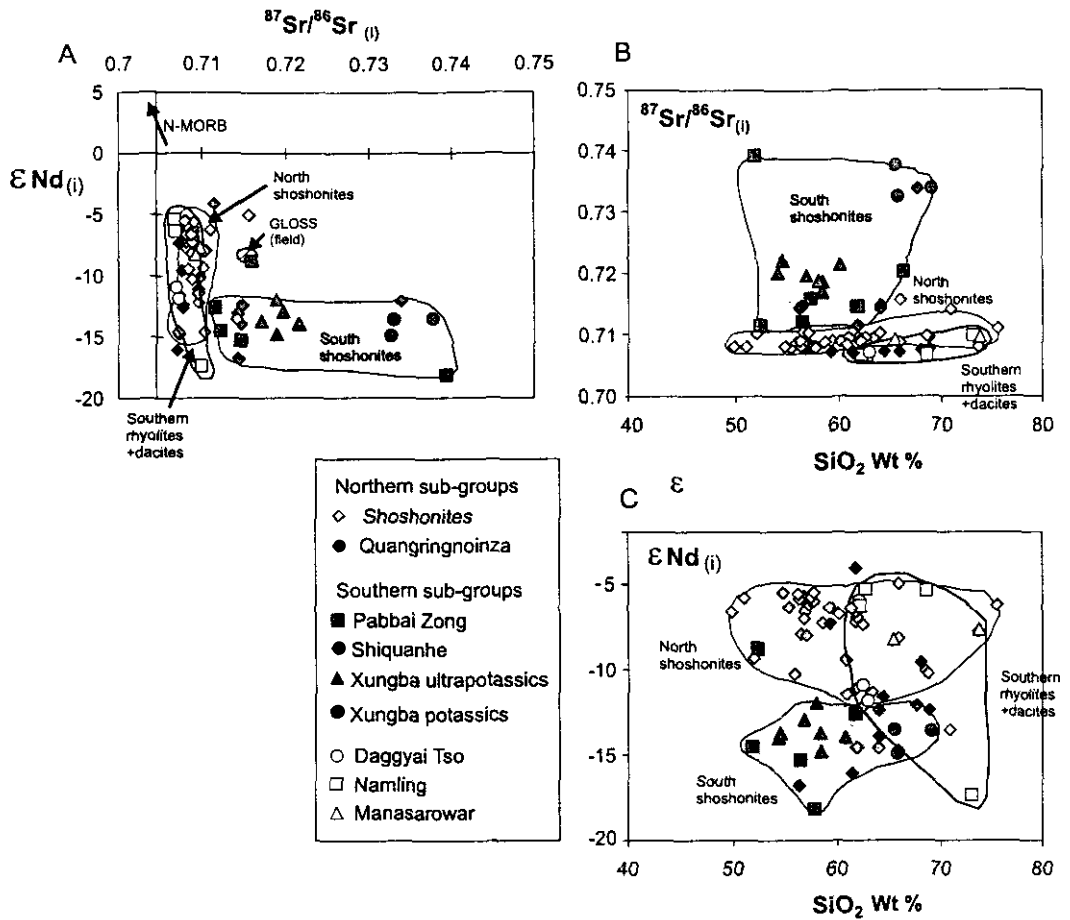 A
87Sr/86Sr (i)
0.7 0.71 0.72 0.73 0.74 0.75
5
0
-5
-10
-15
-20
εNd(i)
N-MORB
North
shoshonites
GLOSS
(field)
South
shoshonites
Southern
rhyolites
+dacites
B
87Sr/86Sr(i)
0.75
0.74
0.73
0.72
0.71
0.70
South
shoshonites
North
shoshonites
Southern
rhyolites
+dacites
40 50 60 70 80
SiO2 Wt %
Northern sub-groups
Shoshonites
Quangringnoinza
Southern sub-groups
Pabbai Zong
Shiquanhe
Xungba ultrapotassics
Xungba potassics
Daggyai Tso
Namling
Manasarowar
C ε
εNd (i)
-5
-10
-15
-20
North
shoshonites
South
shoshonites
Southern
rhyolites
+dacites
40 50 60 70 80
SiO2 Wt %